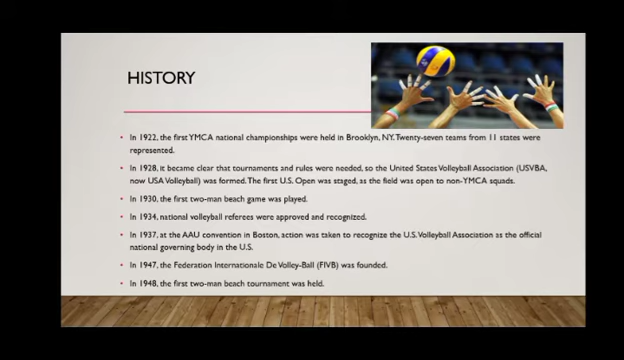 HISTORY
• In 1922, the first YMCA national championships were held in Brooklyn, NY. Twenty-seven teams from 11 states were
represented.
• In 1928, it became clear that tournaments and rules were needed, so the United States Volleyball Association (USVBA,
now USA Volleyball) was formed. The first U.S. Open was staged, as the field was open to non-YMCA squads.
• In 1930, the first two-man beach game was played.
• In 1934, national volleyball referees were approved and recognized.
• In 1937, at the AAU convention in Boston, action was taken to recognize the U.S. Volleyball Association as the official
national governing body in the U.S.
• In 1947, the Federation Internationale De Volley-Ball (FIVB) was founded.
• In 1948, the first two-man beach tournament was held.